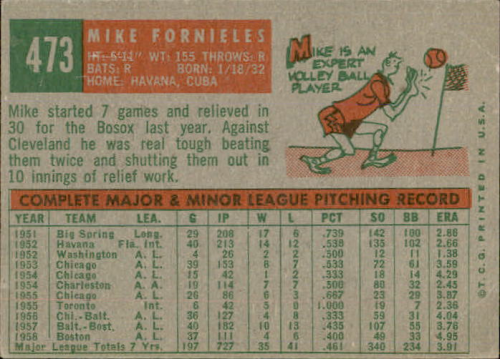 473
MIKE FORNIELES
HT: 5'11" WT: 155 THROWS: R
BATS: R BORN: 1/18/32
HOME: HAVANA, CUBA
MIKE IS AN
EXPERT
VOLLEY BALL
PLAYER
Mike started 7 games and relieved in
30 for the Bosox last year. Against
Cleveland he was real tough beating
them twice and shutting them out in
10 innings of relief work.
COMPLETE MAJOR & MINOR LEAGUE PITCHING RECORD
YEAR TEAM LEA. G IP W L PCT SO BB ERA
1951 Big Spring Long. 29 208 17 6 .739 142 100 2.88
1952 Havana Fla. Int. 40 213 14 12 .538 135 102 2.66
1952 Washington A. L. 4 26 2 2 .500 12 11 1.38
1953 Chicago A. L. 39 153 8 7 .533 72 61 3.59
1954 Chicago A. L. 15 42 1 2 .333 18 14 4.29
1954 Charleston A. A. 19 114 7 7 .500 80 32 2.45
1955 Chicago A. L. 26 86 6 3 .667 23 29 3.87
1955 Toronto Int. 6 42 5 0 1.000 19 7 2.36
1956 Chi.-Balt. A. L. 36 127 4 8 .333 59 31 4.04
1957 Balt.-Bost. A. L. 40 182 10 13 .435 107 55 3.76
1958 Boston A. L. 37 111 4 6 .400 49 33 4.95
Major League Totals 7 Yrs. 197 727 35 41 .461 340 234 3.91
© T.C.G. PRINTED IN U.S.A.